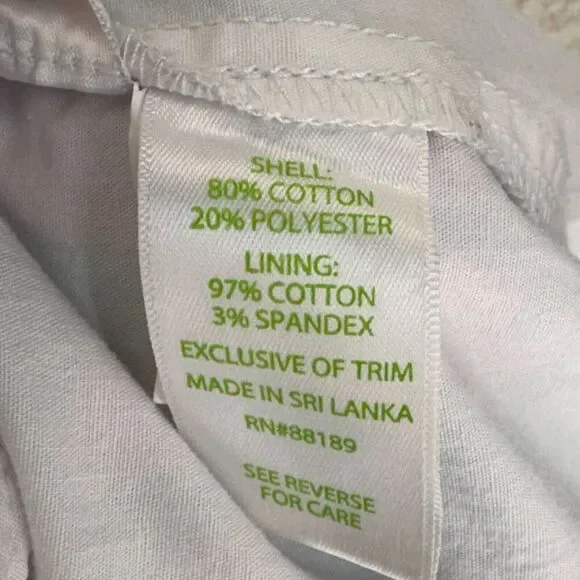 SHELL:
80% COTTON
20% POLYESTER
LINING:
97% COTTON
3% SPANDEX
EXCLUSIVE OF TRIM
MADE IN SRI LANKA
RN#88189
SEE REVERSE
FOR CARE